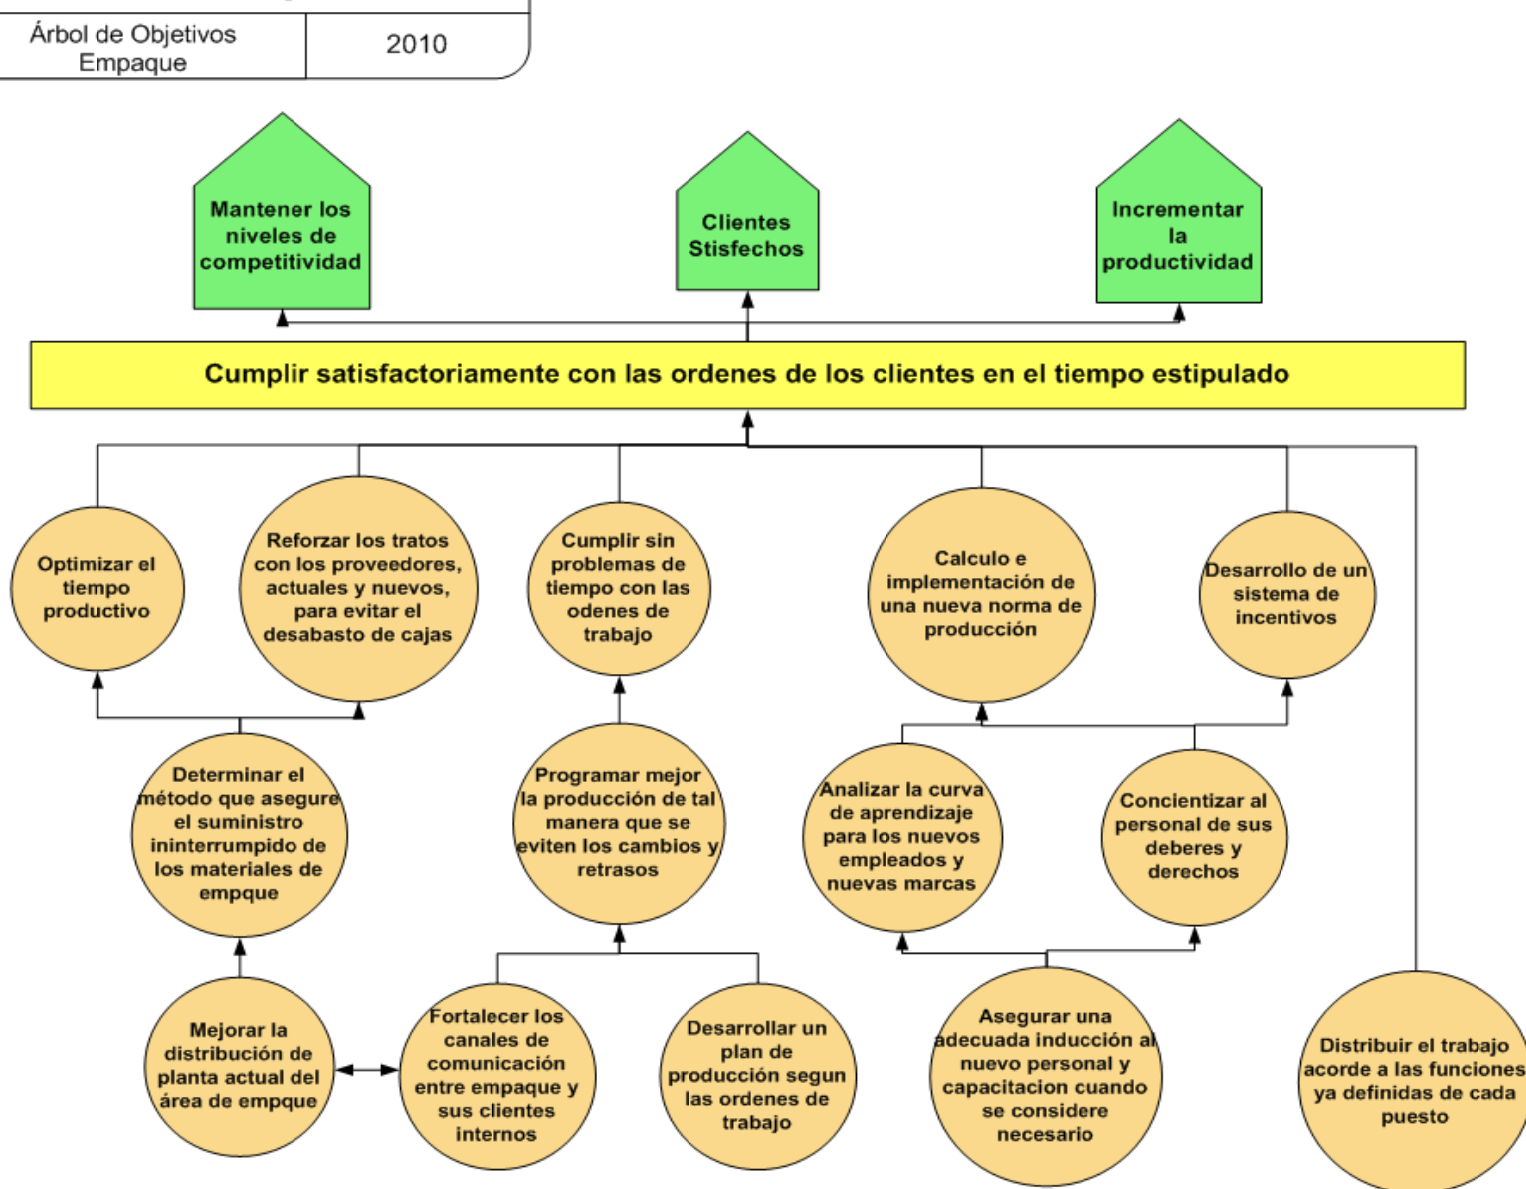 Árbol de Objetivos
Empaque
2010
Mantener los
niveles de
competitividad
Clientes
Stisfechos
Incrementar
la
productividad
Cumplir satisfactoriamente con las ordenes de los clientes en el tiempo estipulado
Optimizar el
tiempo
productivo
Reforzar los tratos
con los proveedores,
actuales y nuevos,
para evitar el
desabasto de cajas
Cumplir sin
problemas de
tiempo con las
odenes de
trabajo
Calculo e
implementación de
una nueva norma de
producción
Desarrollo de un
sistema de
incentivos
Determinar el
método que asegure
el suministro
ininterrumpido de
los materiales de
empque
Programar mejor
la producción de tal
manera que se
eviten los cambios y
retrasos
Analizar la curva
de aprendizaje
para los nuevos
empleados y
nuevas marcas
Concientizar al
personal de sus
deberes y
derechos
Mejorar la
distribución de
planta actual del
área de empque
Fortalecer los
canales de
comunicación
entre empaque y
sus clientes
internos
Desarrollar un
plan de
producción segun
las ordenes de
trabajo
Asegurar una
adecuada inducción al
nuevo personal y
capacitacion cuando
se considere
necesario
Distribuir el trabajo
acorde a las funciones
ya definidas de cada
puesto